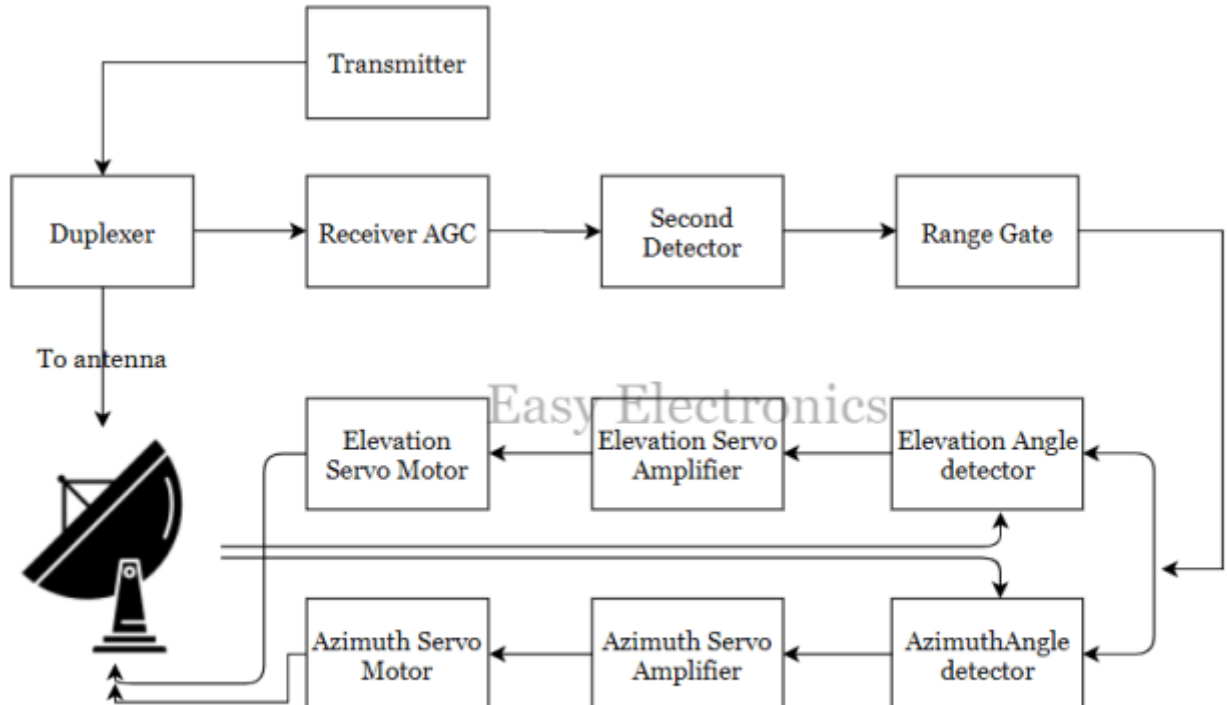 Transmitter
Duplexer
Receiver AGC
Second
Detector
Range Gate
To antenna
Easy Electronics
Elevation
Servo Motor
Elevation Servo
Amplifier
Elevation Angle
detector
Azimuth Servo
Motor
Azimuth Servo
Amplifier
AzimuthAngle
detector